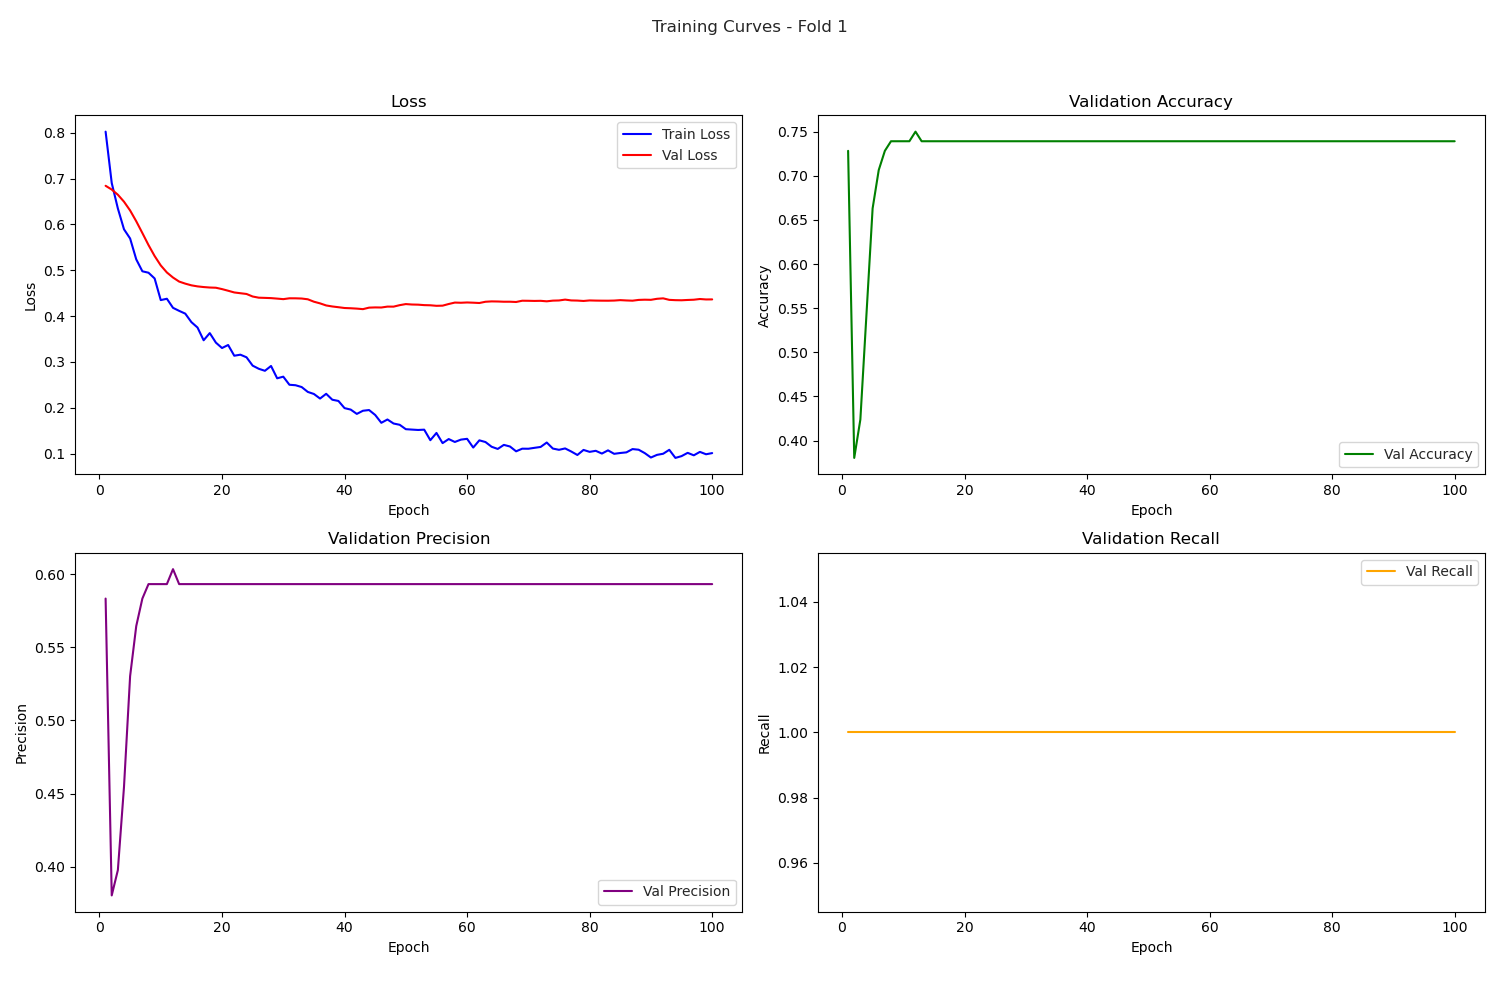 Training Curves - Fold 1
Loss
0.8
0.7
0.6
0.5
0.4
0.3
0.2
0.1
Loss
Train Loss
Val Loss
0
20
40
60
80
100
Epoch
Validation Accuracy
0.75
0.70
0.65
0.60
0.55
0.50
0.45
0.40
Accuracy
Val Accuracy
0
20
40
60
80
100
Epoch
Validation Precision
0.60
0.55
0.50
0.45
0.40
Precision
Val Precision
0
20
40
60
80
100
Epoch
Validation Recall
1.04
1.02
1.00
0.98
0.96
Recall
Val Recall
0
20
40
60
80
100
Epoch